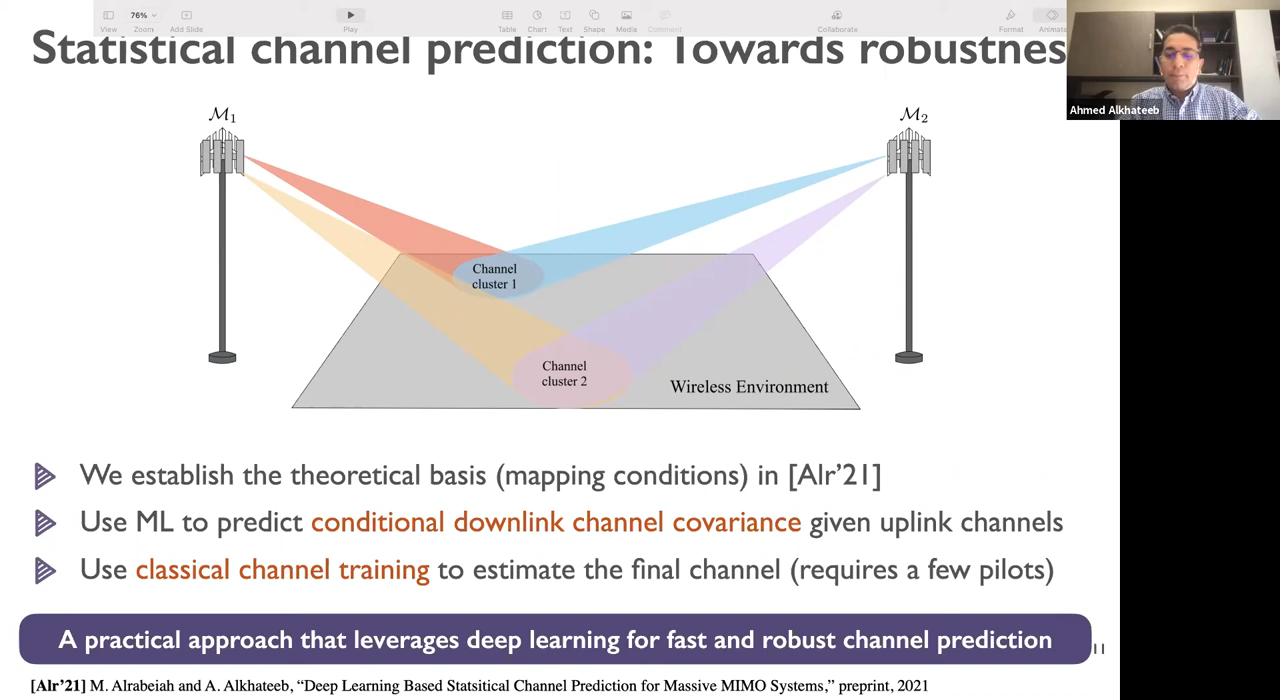 76%
View
Zoom
Add Slide
Play
Table
Chart
Text
Shape
Media
Comment
Collaborate
Format
Animate
Statistical channel prediction: Towards robustnes
Ahmed Alkhateeb
M1
M2
Channel
cluster 1
Channel
cluster 2
Wireless Environment
We establish the theoretical basis (mapping conditions) in [Alr’21]
Use ML to predict conditional downlink channel covariance given uplink channels
Use classical channel training to estimate the final channel (requires a few pilots)
A practical approach that leverages deep learning for fast and robust channel prediction
11
[Alr’21] M. Alrabeiah and A. Alkhateeb, “Deep Learning Based Statsitical Channel Prediction for Massive MIMO Systems,” preprint, 2021